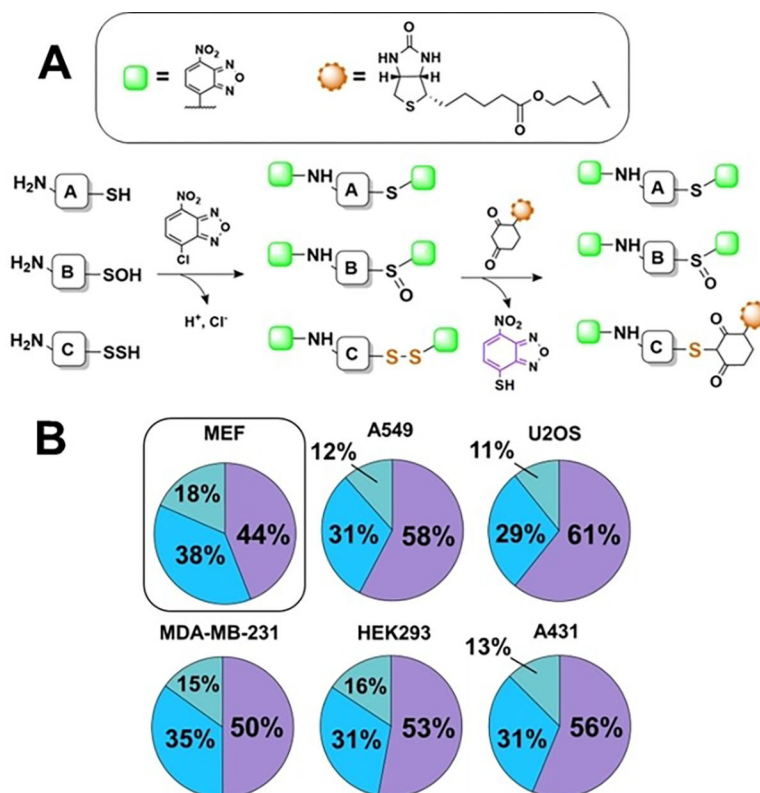 A
NO₂
N
O
N
=
=
O
HN
NH
H
H
S
O
O
H₂N
A
SH
NO₂
N
O
N
Cl
H⁺, Cl⁻
NH
A
S
O
O
NH
A
S
H₂N
B
SOH
NH
B
S
O
NH
B
S
O
H₂N
C
SSH
NH
C
S-S
NO₂
N
O
N
SH
NH
C
S
O
O
B
MEF
18%
38%
44%
A549
12%
31%
58%
U2OS
11%
29%
61%
MDA-MB-231
15%
35%
50%
HEK293
16%
31%
53%
A431
13%
31%
56%